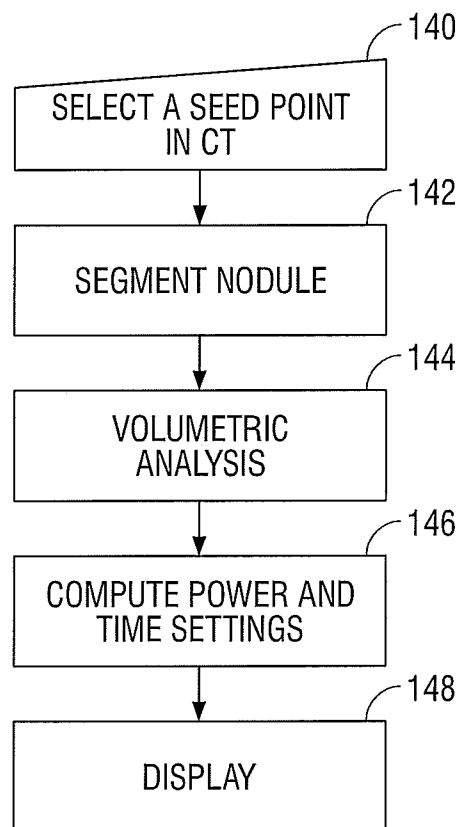 140
SELECT A SEED POINT
IN CT
142
SEGMENT NODULE
144
VOLUMETRIC
ANALYSIS
146
COMPUTE POWER AND
TIME SETTINGS
148
DISPLAY